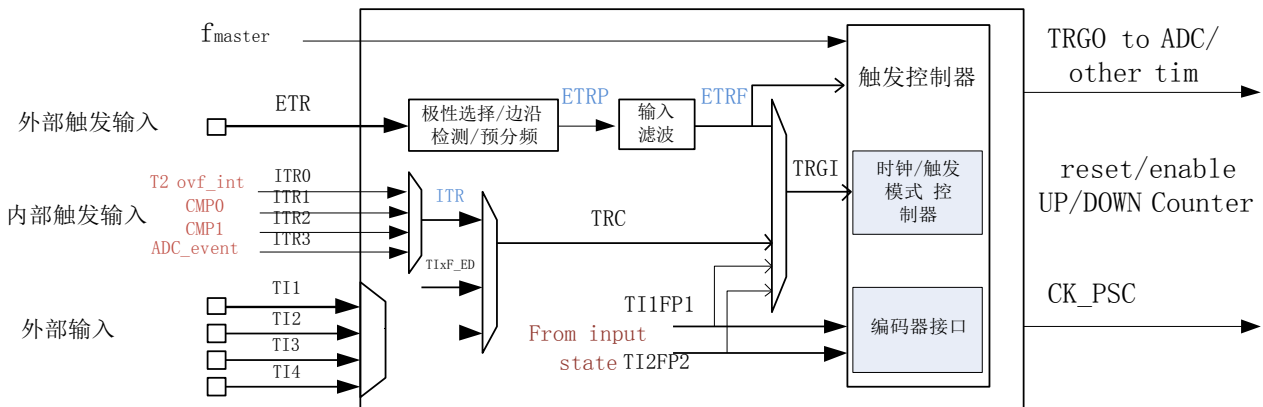 fmaster
TRGO to ADC/
other tim
触发控制器
ETR
ETRP
ETRF
外部触发输入
极性选择/边沿
检测/预分频
输入
滤波
TRGI
时钟/触发
模式 控
制器
reset/enable
UP/DOWN Counter
T2 ovf_int
ITR0
CMP0
ITR1
内部触发输入
CMP1
ITR2
ADC_event
ITR3
ITR
TRC
TIxF_ED
TI1
TI2
外部输入
TI3
TI4
TI1FP1
From input
state
TI2FP2
编码器接口
CK_PSC